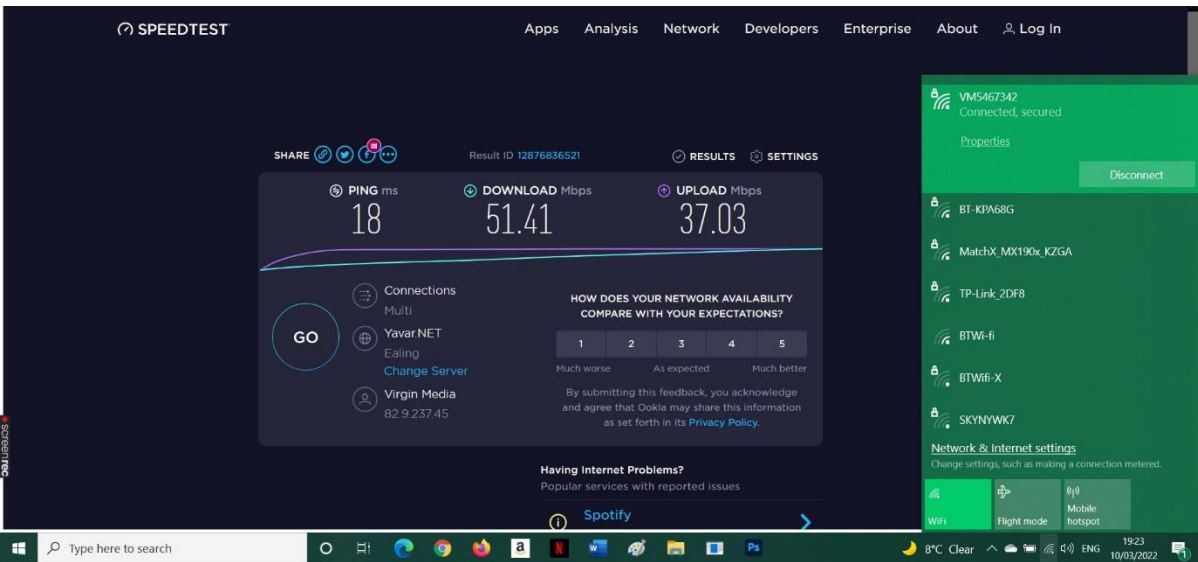 SPEEDTEST Apps Analysis Network Developers Enterprise About Log In
SHARE Result ID 12876836521 RESULTS SETTINGS
PING ms DOWNLOAD Mbps UPLOAD Mbps
18 51.41 37.03
Connections
Multi
Yavar.NET
Ealing
Change Server
Virgin Media
82.9.237.45
GO
HOW DOES YOUR NETWORK AVAILABILITY
COMPARE WITH YOUR EXPECTATIONS?
1 2 3 4 5
Much worse As expected Much better
By submitting this feedback, you acknowledge
and agree that Ookla may share this information
as set forth in its Privacy Policy.
Having Internet Problems?
Popular services with reported issues
Spotify
VM5467342
Connected, secured
Properties
Disconnect
BT-KPA68G
MatchX_MX190x_KZGA
TP-Link_2DF8
BTWi-fi
BTWifi-X
SKYNYWK7
Network & Internet settings
Change settings, such as making a connection metered.
WiFi Flight mode Mobile
hotspot
screenrec
Type here to search
a N W Ps
8°C Clear ENG 19:23
10/03/2022
1